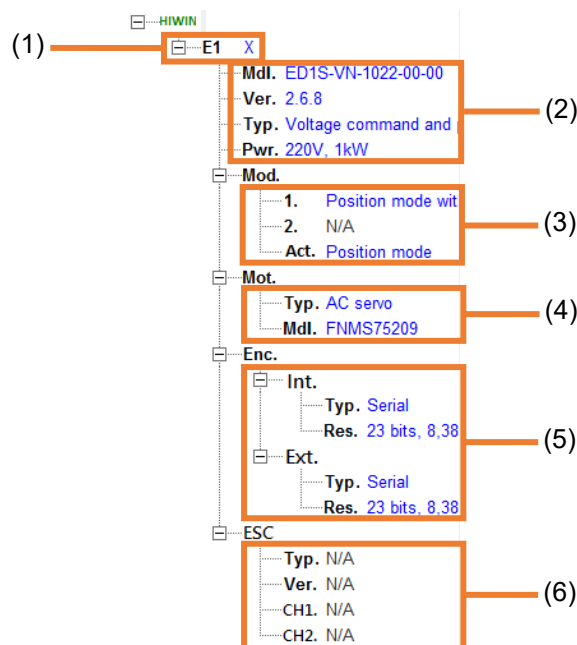 HIWIN
(1) E1 X
Mdl. ED1S-VN-1022-00-00
Ver. 2.6.8
(2)
Typ. Voltage command and
Pwr. 220V, 1kW
Mod.
1. Position mode wit
2. N/A
(3)
Act. Position mode
Mot.
Typ. AC servo
(4)
Mdl. FNMS75209
Enc.
Int.
Typ. Serial
Res. 23 bits, 8,38
(5)
Ext.
Typ. Serial
Res. 23 bits, 8,38
ESC
Typ. N/A
Ver. N/A
(6)
CH1. N/A
CH2. N/A